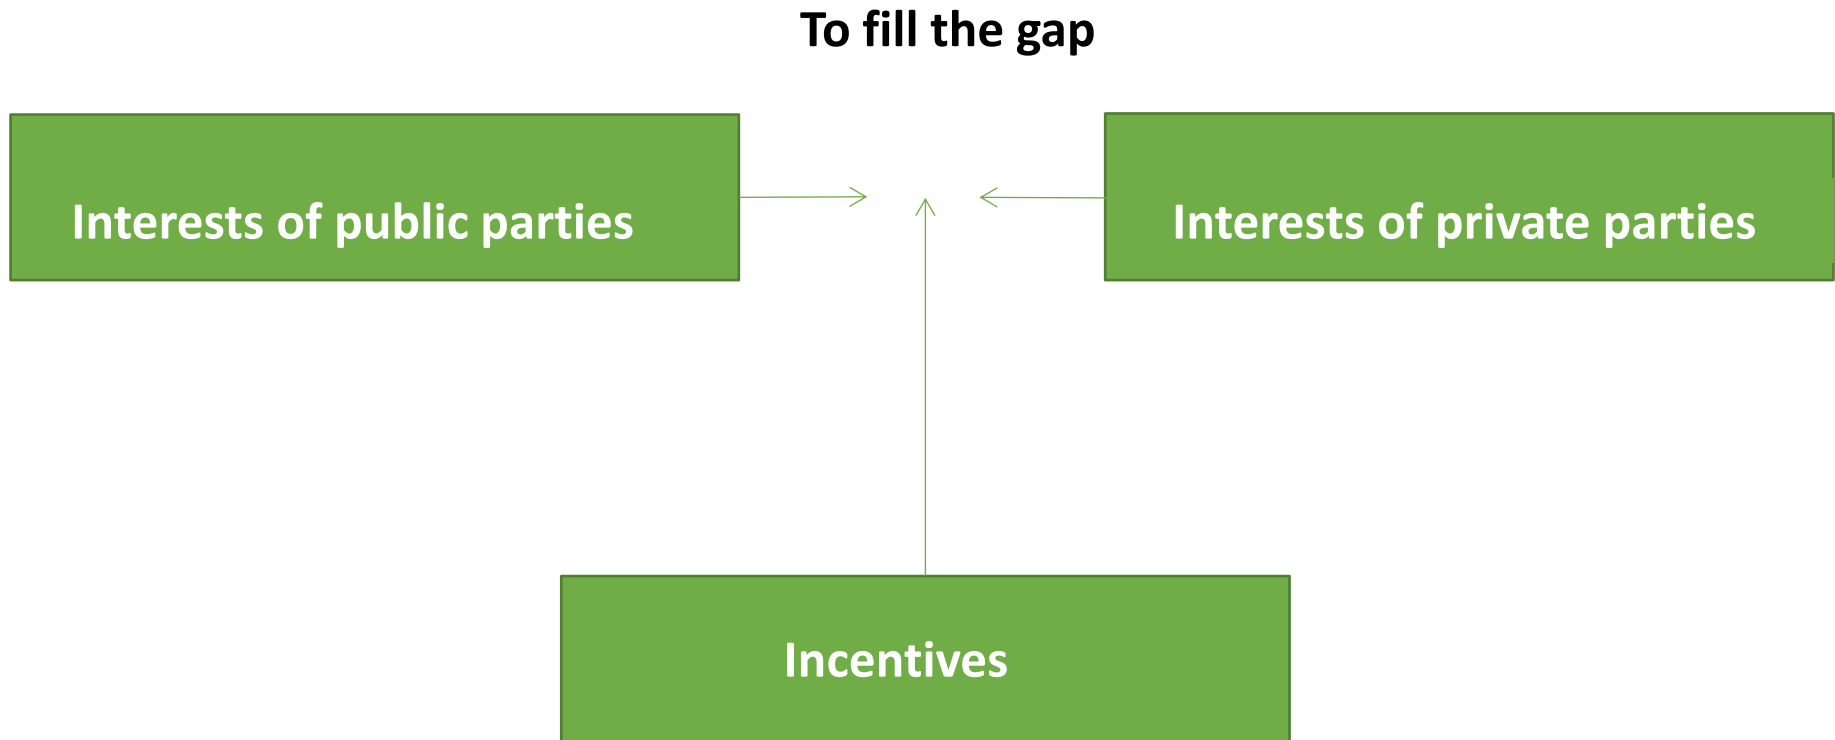 To fill the gap
Interests of public parties
Interests of private parties
Incentives